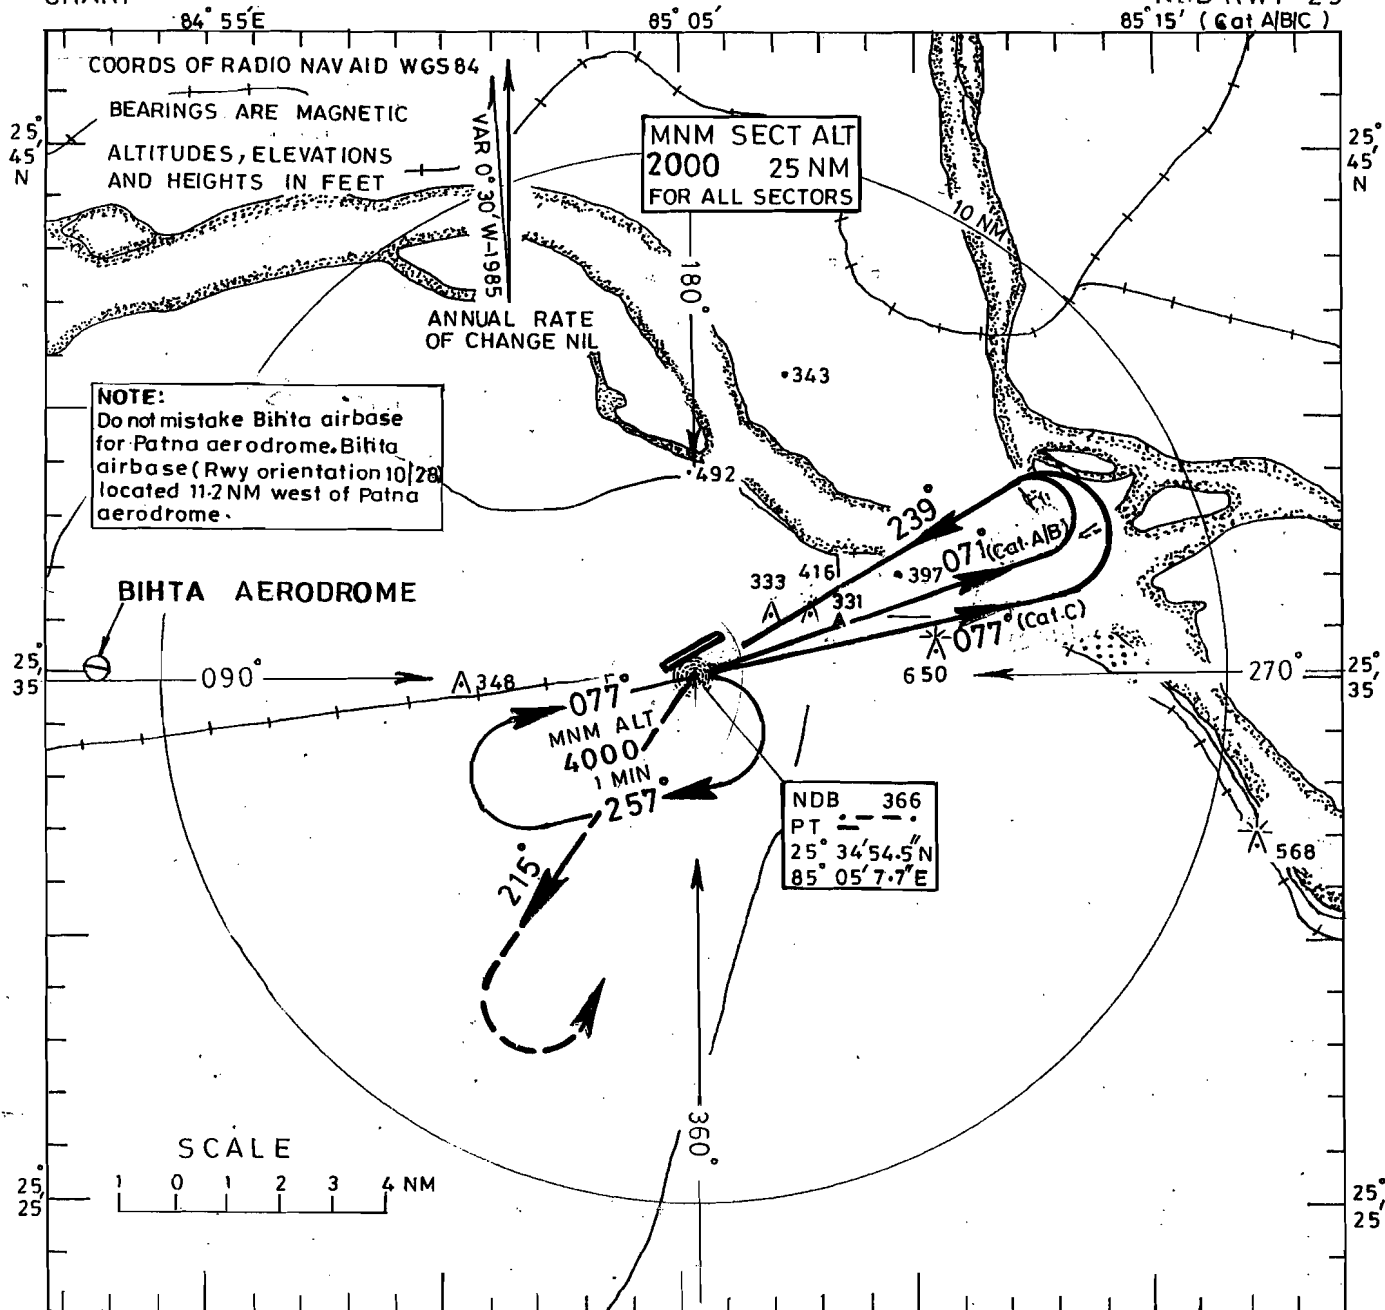 84° 55'E
85° 05'
85° 15' (Cat A/B/C)
COORDS OF RADIO NAV AID WGS 84
BEARINGS ARE MAGNETIC
ALTITUDES, ELEVATIONS
AND HEIGHTS IN FEET
25° 45' N
25° 45' N
VAR 0° 30' W-1985
ANNUAL RATE
OF CHANGE NIL
MNM SECT ALT
2000 25 NM
FOR ALL SECTORS
10 NM
180°
343
492
NOTE:
Do not mistake Bihta airbase
for Patna aerodrome. Bihta
airbase (Rwy orientation 10/28)
located 11.2 NM west of Patna
aerodrome.
239°
071° (Cat. A/B)
397
416
333
331
077° (Cat. C)
650
BIHTA AERODROME
25° 35'
090°
348
270°
25° 35'
077°
MNM ALT
4000
1 MIN
257°
215°
NDB 366
PT .--. -
25° 34' 54.5" N
85° 05' 7.7" E
568
360°
SCALE
1 0 1 2 3 4 NM
25° 25'
25° 25'